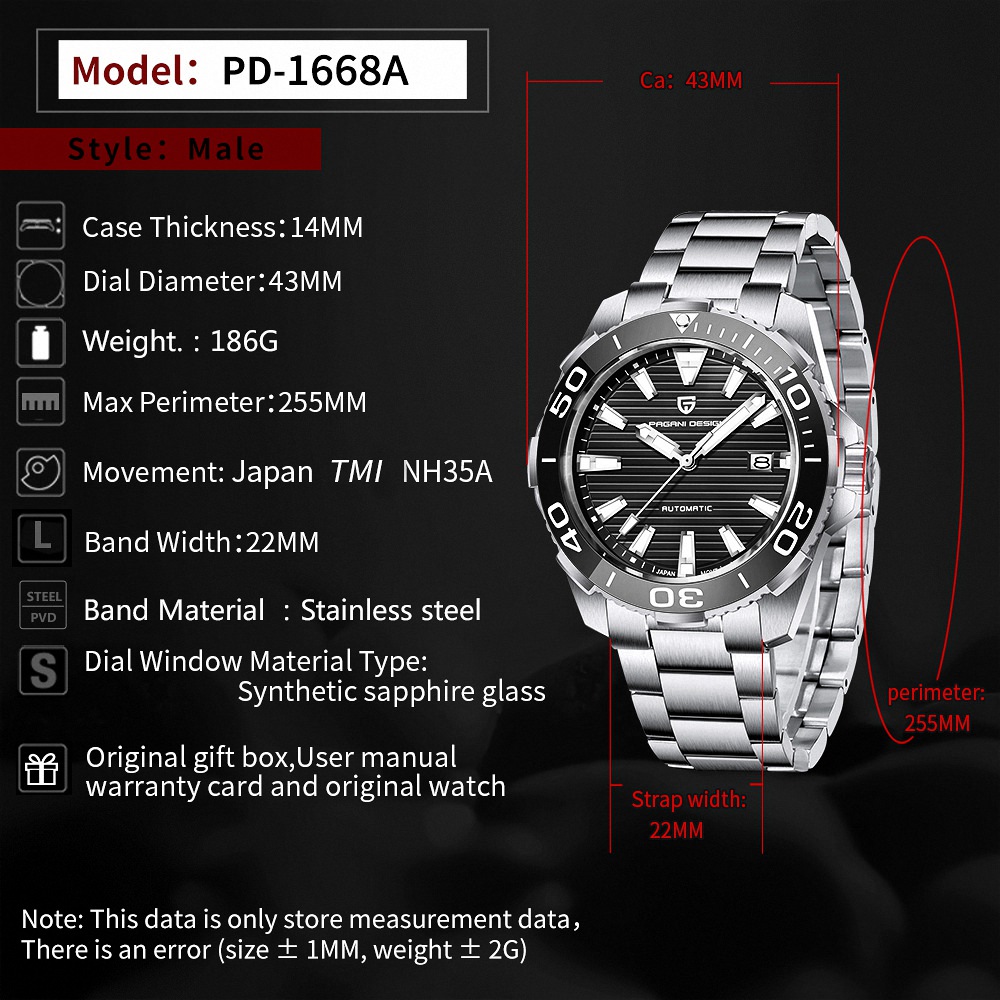 Model: PD-1668A
Style: Male
Ca: 43MM
Case Thickness:14MM
Dial Diameter:43MM
Weight. : 186G
Max Perimeter:255MM
Movement: Japan TMI NH35A
L
Band Width:22MM
STEEL
PVD
Band Material : Stainless steel
S
Dial Window Material Type:
Synthetic sapphire glass
Original gift box,User manual
warranty card and original watch
50
10
PAGANI DESIGN
8
AUTOMATIC
40
20
JAPAN
30
perimeter:
255MM
Strap width:
22MM
Note: This data is only store measurement data,
There is an error (size ± 1MM, weight ± 2G)